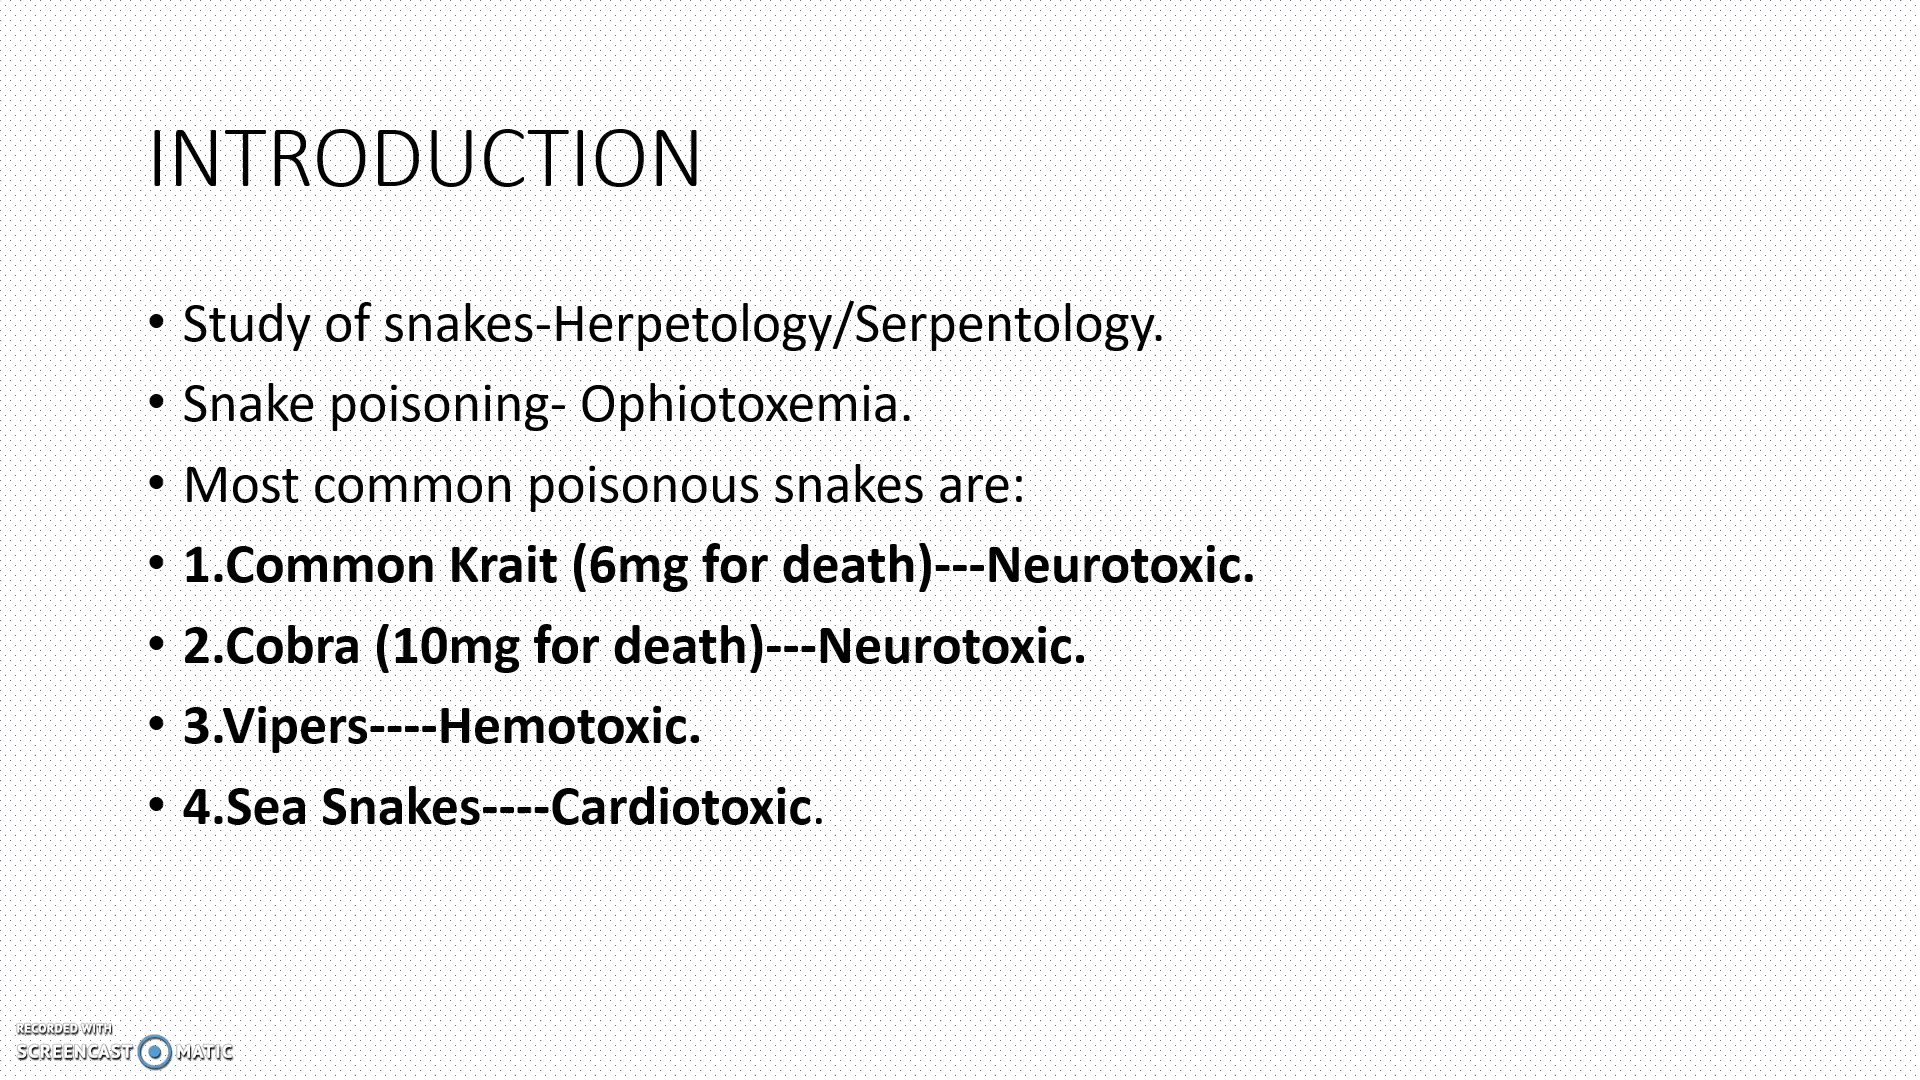 INTRODUCTION
• Study of snakes-Herpetology/Serpentology.
• Snake poisoning- Ophiotoxemia.
• Most common poisonous snakes are:
• 1.Common Krait (6mg for death)---Neurotoxic.
• 2.Cobra (10mg for death)---Neurotoxic.
• 3.Vipers----Hemotoxic.
• 4.Sea Snakes----Cardiotoxic.
RECORDED WITH
SCREENCAST MATIC